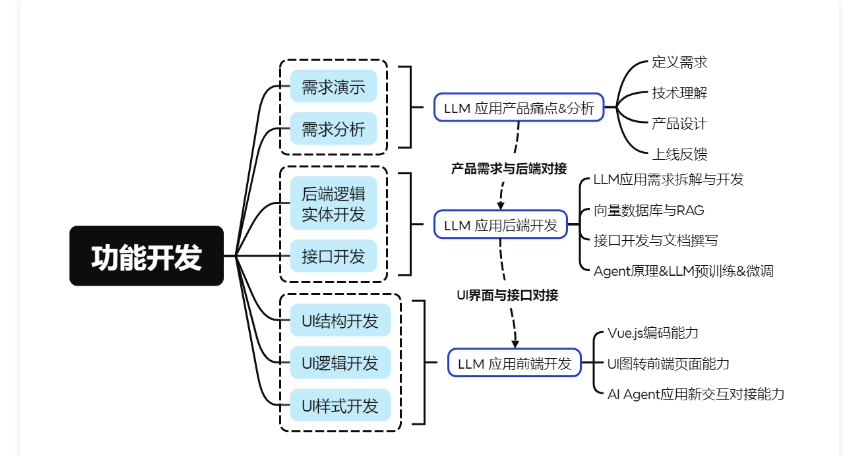 功能开发
需求演示
需求分析
后端逻辑
实体开发
接口开发
UI结构开发
UI逻辑开发
UI样式开发
LLM 应用产品痛点&分析
产品需求与后端对接
LLM 应用后端开发
UI界面与接口对接
LLM 应用前端开发
定义需求
技术理解
产品设计
上线反馈
LLM应用需求拆解与开发
向量数据库与RAG
接口开发与文档撰写
Agent原理&LLM预训练&微调
Vue.js编码能力
UI图转前端页面能力
AI Agent应用新交互对接能力